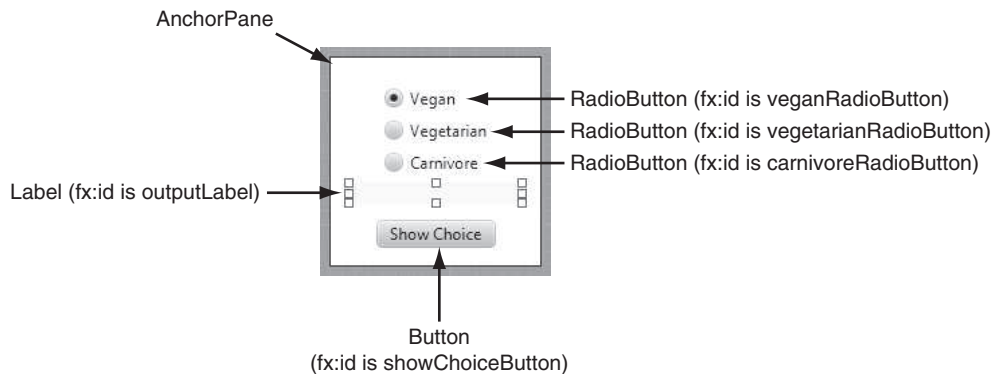 AnchorPane
Vegan
RadioButton (fx:id is veganRadioButton)
Vegetarian
RadioButton (fx:id is vegetarianRadioButton)
Carnivore
RadioButton (fx:id is carnivoreRadioButton)
Label (fx:id is outputLabel)
Show Choice
Button
(fx:id is showChoiceButton)